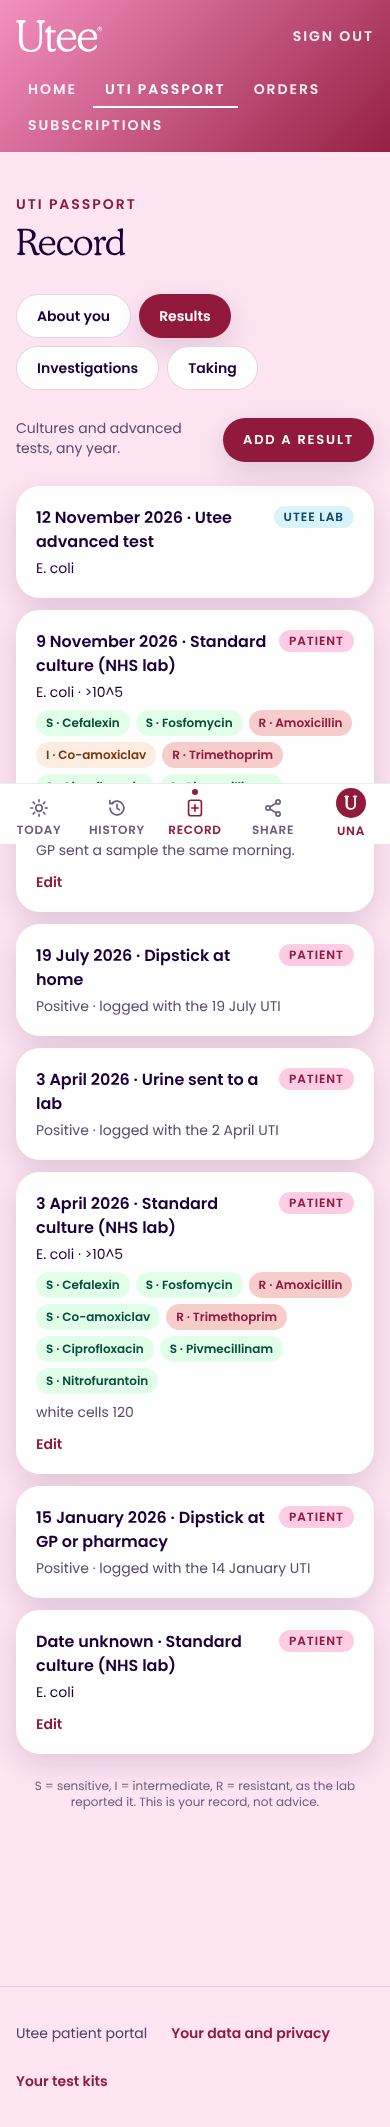 Utee®
SIGN OUT
HOME
UTI PASSPORT
ORDERS
SUBSCRIPTIONS
UTI PASSPORT
Record
About you
Results
Investigations
Taking
Cultures and advanced
tests, any year.
ADD A RESULT
12 November 2026 · Utee
advanced test
UTEE LAB
E. coli
9 November 2026 · Standard
culture (NHS lab)
PATIENT
E. coli · >10^5
S · Cefalexin
S · Fosfomycin
R · Amoxicillin
I · Co-amoxiclav
R · Trimethoprim
TODAY
HISTORY
RECORD
SHARE
U
UNA
GP sent a sample the same morning.
Edit
19 July 2026 · Dipstick at
home
PATIENT
Positive · logged with the 19 July UTI
3 April 2026 · Urine sent to a
lab
PATIENT
Positive · logged with the 2 April UTI
3 April 2026 · Standard
culture (NHS lab)
PATIENT
E. coli · >10^5
S · Cefalexin
S · Fosfomycin
R · Amoxicillin
S · Co-amoxiclav
R · Trimethoprim
S · Ciprofloxacin
S · Pivmecillinam
S · Nitrofurantoin
white cells 120
Edit
15 January 2026 · Dipstick at
GP or pharmacy
PATIENT
Positive · logged with the 14 January UTI
Date unknown · Standard
culture (NHS lab)
PATIENT
E. coli
Edit
S = sensitive, I = intermediate, R = resistant, as the lab
reported it. This is your record, not advice.
Utee patient portal
Your data and privacy
Your test kits